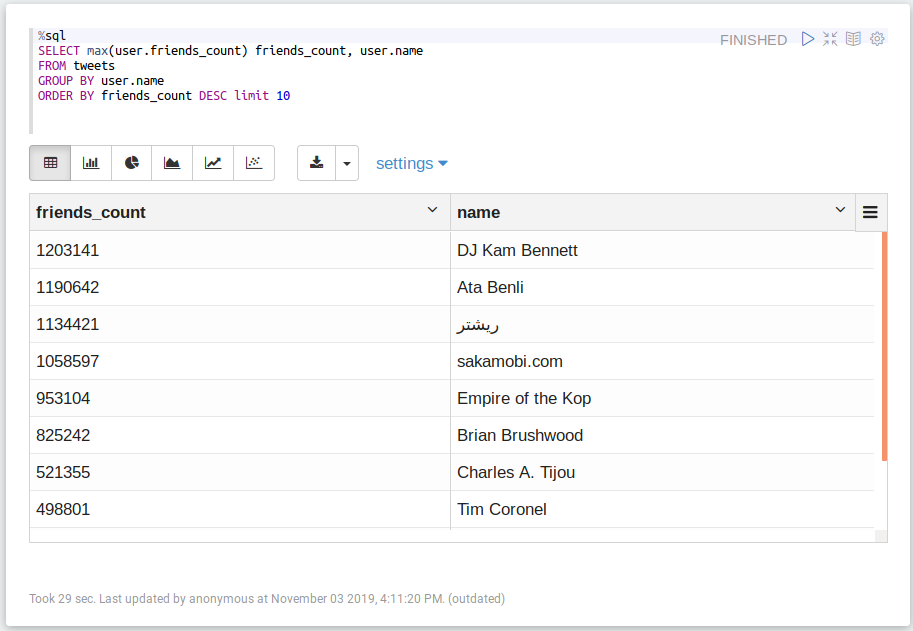 %sql
SELECT max(user.friends_count) friends_count, user.name
FROM tweets
GROUP BY user.name
ORDER BY friends_count DESC limit 10
FINISHED
settings
friends_count name
1203141 DJ Kam Bennett
1190642 Ata Benli
1134421 ريشتر
1058597 sakamobi.com
953104 Empire of the Kop
825242 Brian Brushwood
521355 Charles A. Tijou
498801 Tim Coronel
Took 29 sec. Last updated by anonymous at November 03 2019, 4:11:20 PM. (outdated)